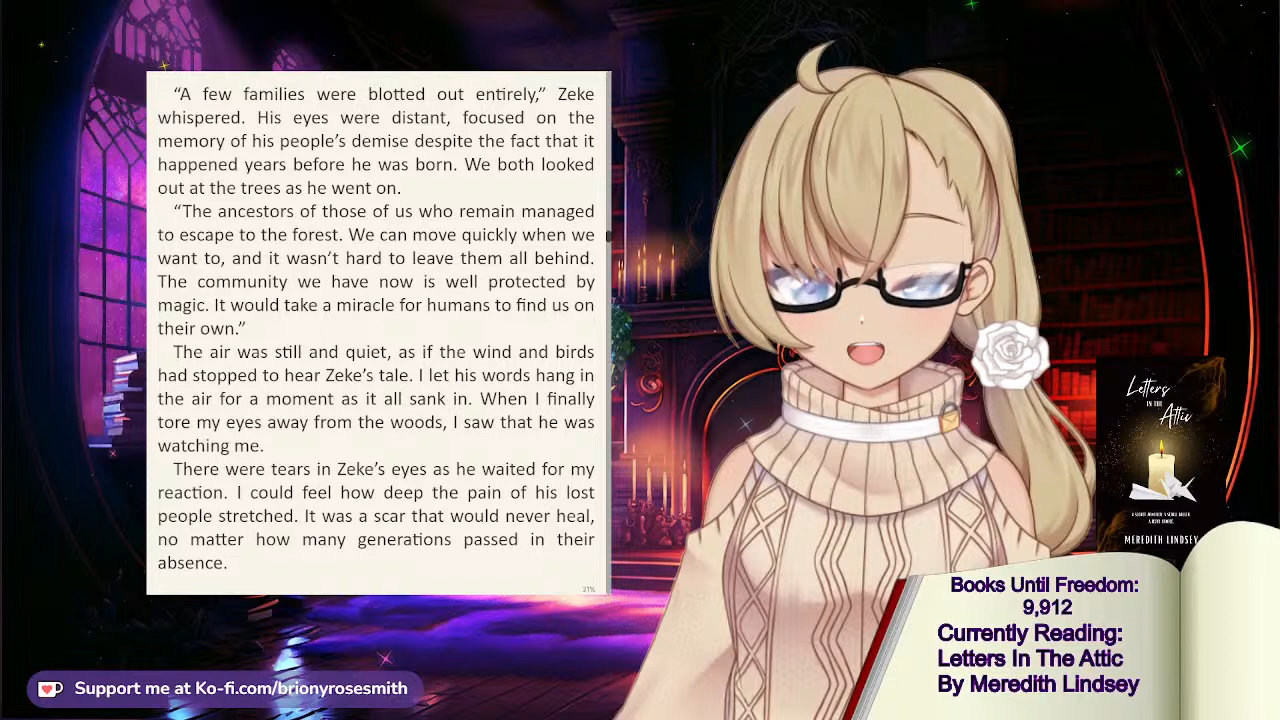 “A few families were blotted out entirely,” Zeke
whispered. His eyes were distant, focused on the
memory of his people’s demise despite the fact that it
happened years before he was born. We both looked
out at the trees as he went on.
“The ancestors of those of us who remain managed
to escape to the forest. We can move quickly when we
want to, and it wasn’t hard to leave them all behind.
The community we have now is well protected by
magic. It would take a miracle for humans to find us on
their own.”
The air was still and quiet, as if the wind and birds
had stopped to hear Zeke’s tale. I let his words hang in
the air for a moment as it all sank in. When I finally
tore my eyes away from the woods, I saw that he was
watching me.
There were tears in Zeke’s eyes as he waited for my
reaction. I could feel how deep the pain of his lost
people stretched. It was a scar that would never heal,
no matter how many generations passed in their
absence.
31%
Letters
IN THE
Attic
MEREDITH LINDSEY
Books Until Freedom:
9,912
Currently Reading:
Letters In The Attic
By Meredith Lindsey
Support me at Ko-fi.com/brionyrosesmith